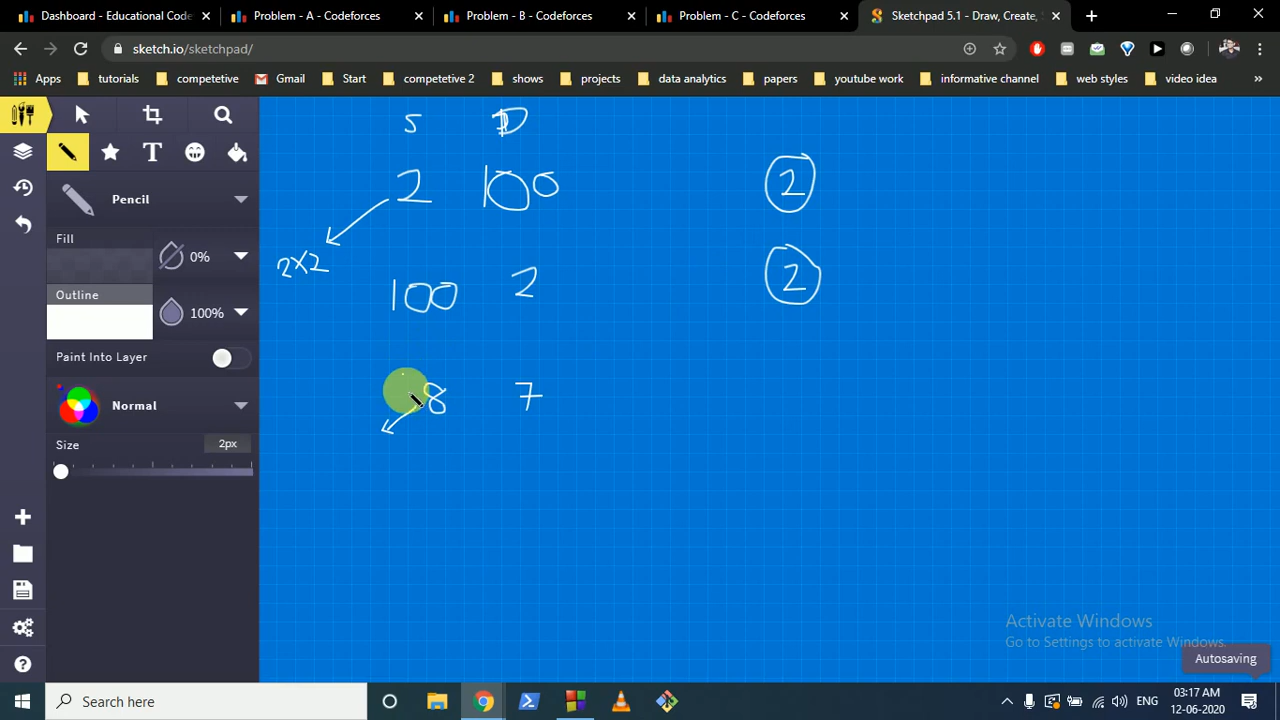 Dashboard - Educational Code
Problem - A - Codeforces
Problem - B - Codeforces
Problem - C - Codeforces
Sketchpad 5.1 - Draw, Create,
sketch.io/sketchpad/
Apps tutorials competetive Gmail Start competetive 2 shows projects data analytics papers youtube work informative channel web styles video idea »
S D
2 100 2
2x2
100 2 2
8 7
Pencil
Fill
0%
Outline
100%
Paint Into Layer
Normal
Size 2px
Activate Windows
Go to Settings to activate Windows.
Autosaving
Search here
ENG
03:17 AM
12-06-2020